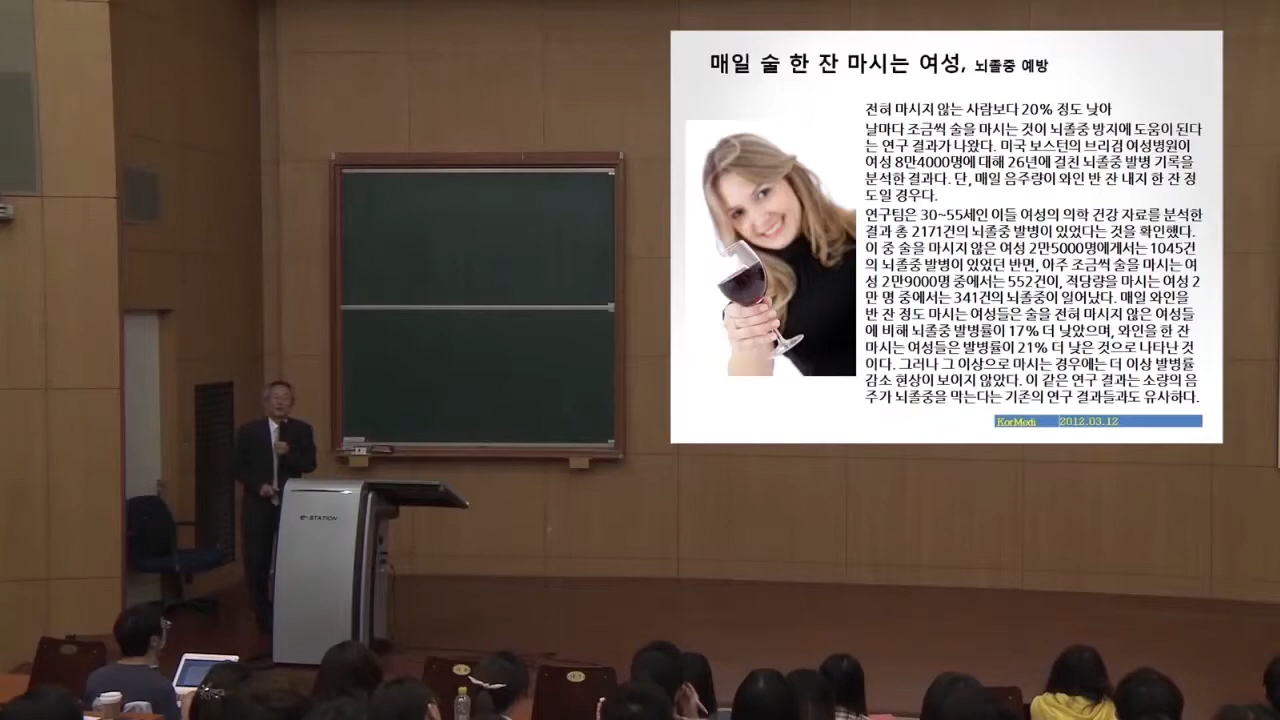 매일 술 한 잔 마시는 여성, 뇌졸중 예방
전혀 마시지 않는 사람보다 20% 정도 낮아
날마다 조금씩 술을 마시는 것이 뇌졸중 방지에 도움이 된다
는 연구 결과가 나왔다. 미국 보스턴의 브리검 여성병원이
여성 8만4000명에 대해 26년에 걸친 뇌졸중 발병 기록을
분석한 결과다. 단, 매일 음주량이 와인 반 잔 내지 한 잔 정
도일 경우다.
연구팀은 30~55세인 이들 여성의 의학 건강 자료를 분석한
결과 총 2171건의 뇌졸중 발병이 있었다는 것을 확인했다.
이 중 술을 마시지 않은 여성 2만5000명에게서는 1045건
의 뇌졸중 발병이 있었던 반면, 아주 조금씩 술을 마시는 여
성 2만9000명 중에서는 552건이, 적당량을 마시는 여성 2
만 명 중에서는 341건의 뇌졸중이 일어났다. 매일 와인을
반 잔 정도 마시는 여성들은 술을 전혀 마시지 않은 여성들
에 비해 뇌졸중 발병률이 17% 더 낮았으며, 와인을 한 잔
마시는 여성들은 발병률이 21% 더 낮은 것으로 나타난 것
이다. 그러나 그 이상으로 마시는 경우에는 더 이상 발병률
감소 현상이 보이지 않았다. 이 같은 연구 결과는 소량의 음
주가 뇌졸중을 막는다는 기존의 연구 결과들과도 유사하다.
KorMedi 2012.03.12
e-STATION